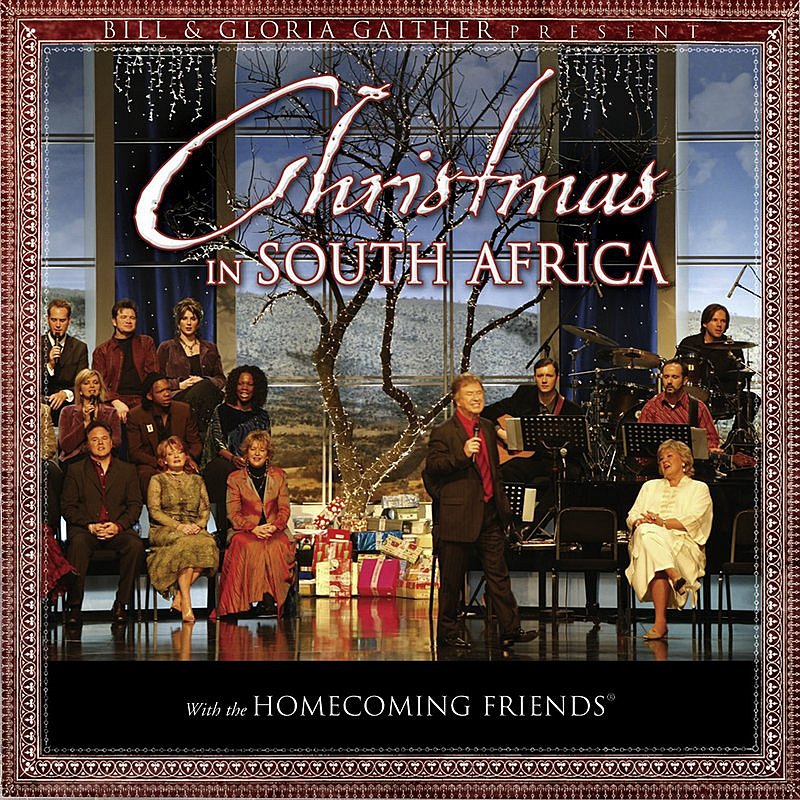 BILL & GLORIA GAITHER PRESENT
Christmas
IN SOUTH AFRICA
With the HOMECOMING FRIENDS®